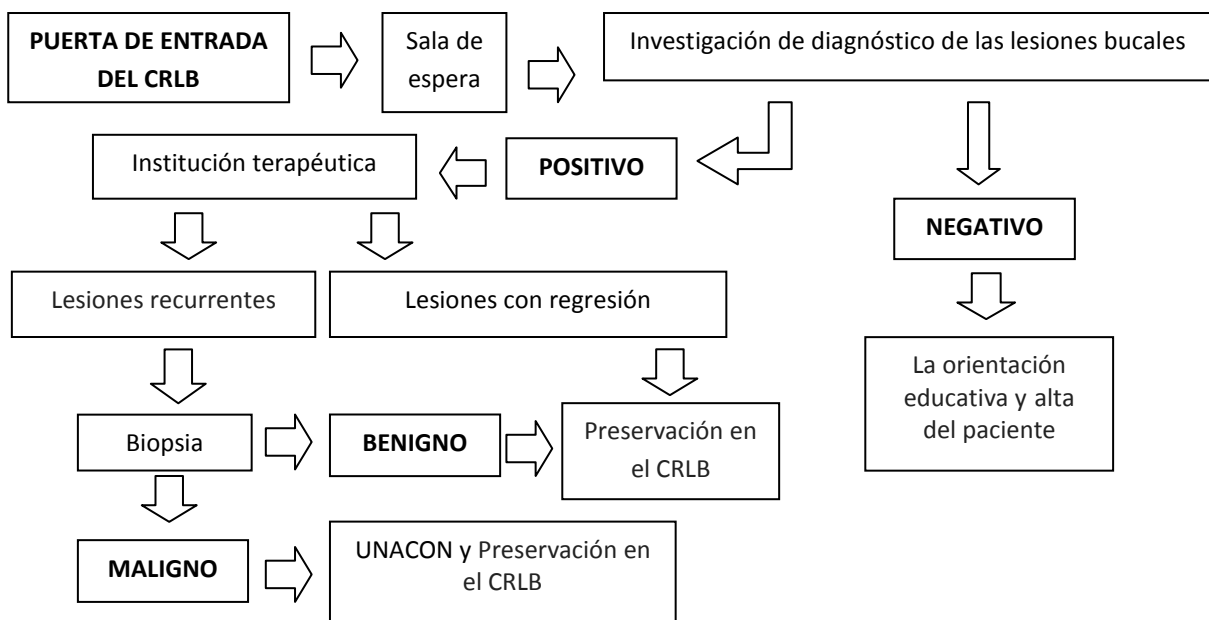 PUERTA DE ENTRADA
DEL CRLB
Sala de
espera
Investigación de diagnóstico de las lesiones bucales
Institución terapéutica
POSITIVO
NEGATIVO
Lesiones recurrentes
Lesiones con regresión
La orientación
educativa y alta
del paciente
Biopsia
BENIGNO
Preservación en
el CRLB
MALIGNO
UNACON y Preservación en
el CRLB